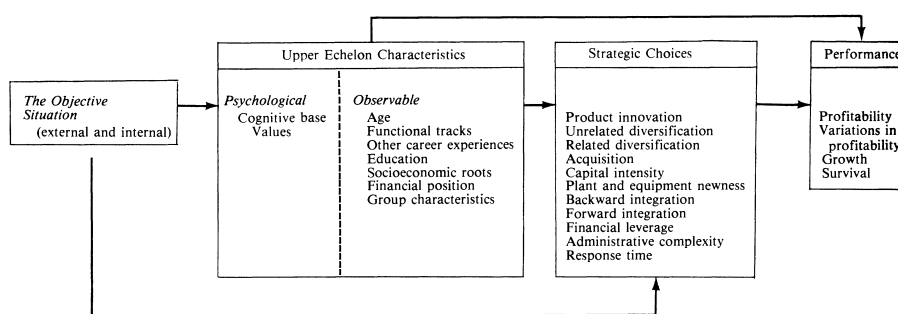 The Objective
Situation
(external and internal)
Upper Echelon Characteristics
Psychological
Cognitive base
Values
Observable
Age
Functional tracks
Other career experiences
Education
Socioeconomic roots
Financial position
Group characteristics
Strategic Choices
Product innovation
Unrelated diversification
Related diversification
Acquisition
Capital intensity
Plant and equipment newness
Backward integration
Forward integration
Financial leverage
Administrative complexity
Response time
Performance
Profitability
Variations in
profitability
Growth
Survival